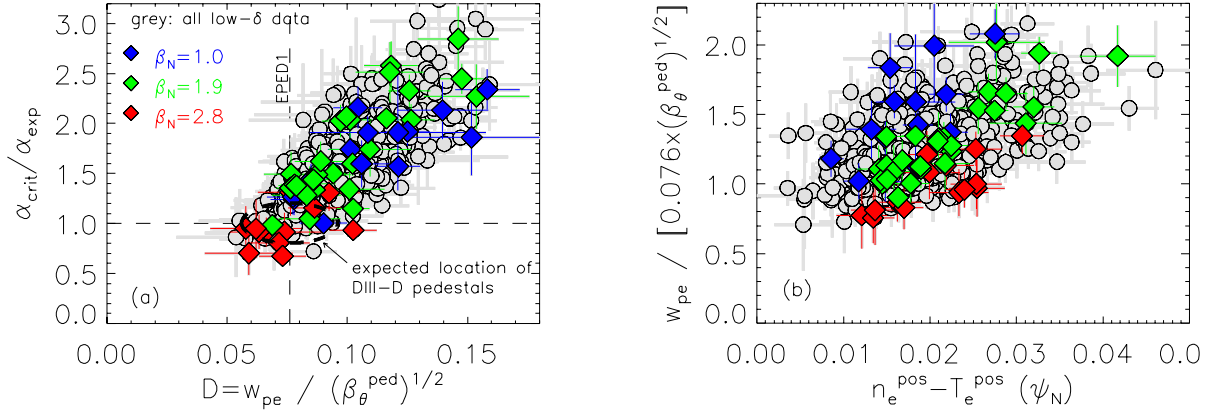 grey: all low-δ data
β_N=1.0
β_N=1.9
β_N=2.8
EPED1
3.0
2.5
2.0
1.5
1.0
0.5
0.0
α_crit/α_exp
expected location of
DIII-D pedestals
(a)
0.00 0.05 0.10 0.15
D=w_pe / (β_θ^ped)^1/2
2.0
1.5
1.0
0.5
0.0
w_pe / [0.076x(β_θ^ped)^1/2]
(b)
0.00 0.01 0.02 0.03 0.04 0.0
n_e^pos-T_e^pos (ψ_N)